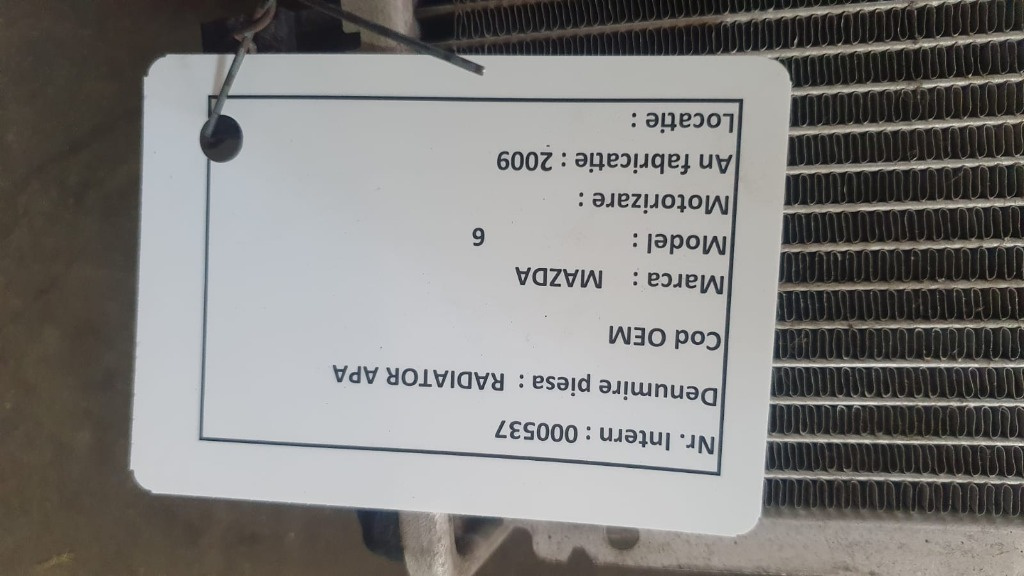 Nr. Intern : 000537
Denumire piesa : RADIATOR APA
Cod OEM
Marca : MAZDA
Model : 6
Motorizare :
An fabricatie : 2009
Locatie :